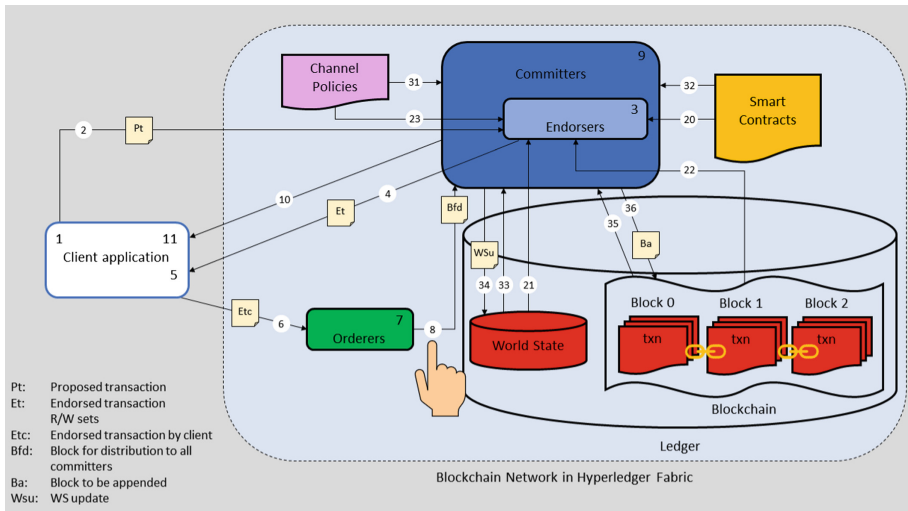 9
Channel
Policies
31
Committers
32
Smart
Contracts
3
23
Endorsers
20
2
Pt
22
10
4
Et
Bfd
36
35
Ba
1
11
Client application
5
WSu
34
33
21
Etc
6
7
Orderers
8
World State
Block 0
Block 1
Block 2
txn
txn
txn
Blockchain
Ledger
Blockchain Network in Hyperledger Fabric
Pt: Proposed transaction
Et: Endorsed transaction
R/W sets
Etc: Endorsed transaction by client
Bfd: Block for distribution to all
committers
Ba: Block to be appended
Wsu: WS update